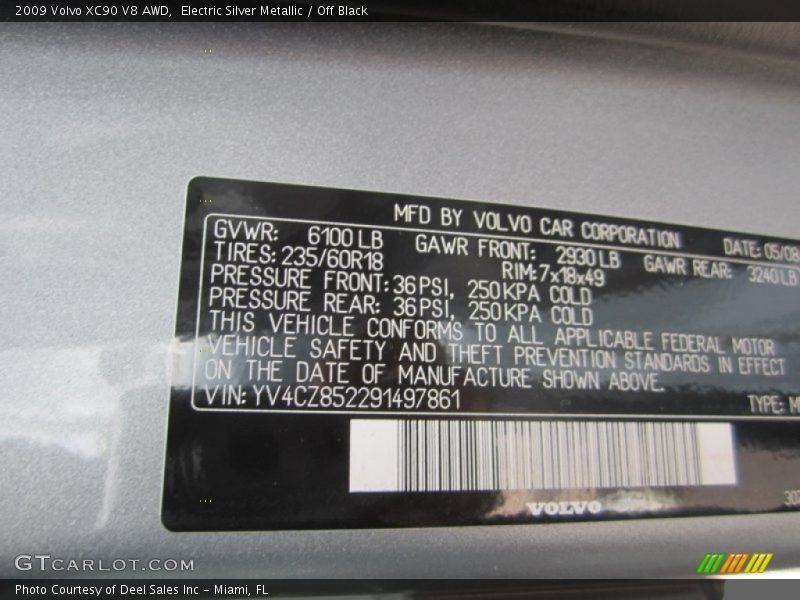 2009 Volvo XC90 V8 AWD, Electric Silver Metallic / Off Black
MFD BY VOLVO CAR CORPORATION DATE: 05/08
GVWR: 6100 LB GAWR FRONT: 2930 LB GAWR REAR: 3240 LB
TIRES: 235/60R18 RIM: 7x18x49
PRESSURE FRONT: 36 PSI, 250 KPA COLD
PRESSURE REAR: 36 PSI, 250 KPA COLD
THIS VEHICLE CONFORMS TO ALL APPLICABLE FEDERAL MOTOR
VEHICLE SAFETY AND THEFT PREVENTION STANDARDS IN EFFECT
ON THE DATE OF MANUFACTURE SHOWN ABOVE.
VIN: YV4CZ852291497861 TYPE:
VOLVO
GTCARLOT.COM
Photo Courtesy of Deel Sales Inc - Miami, FL